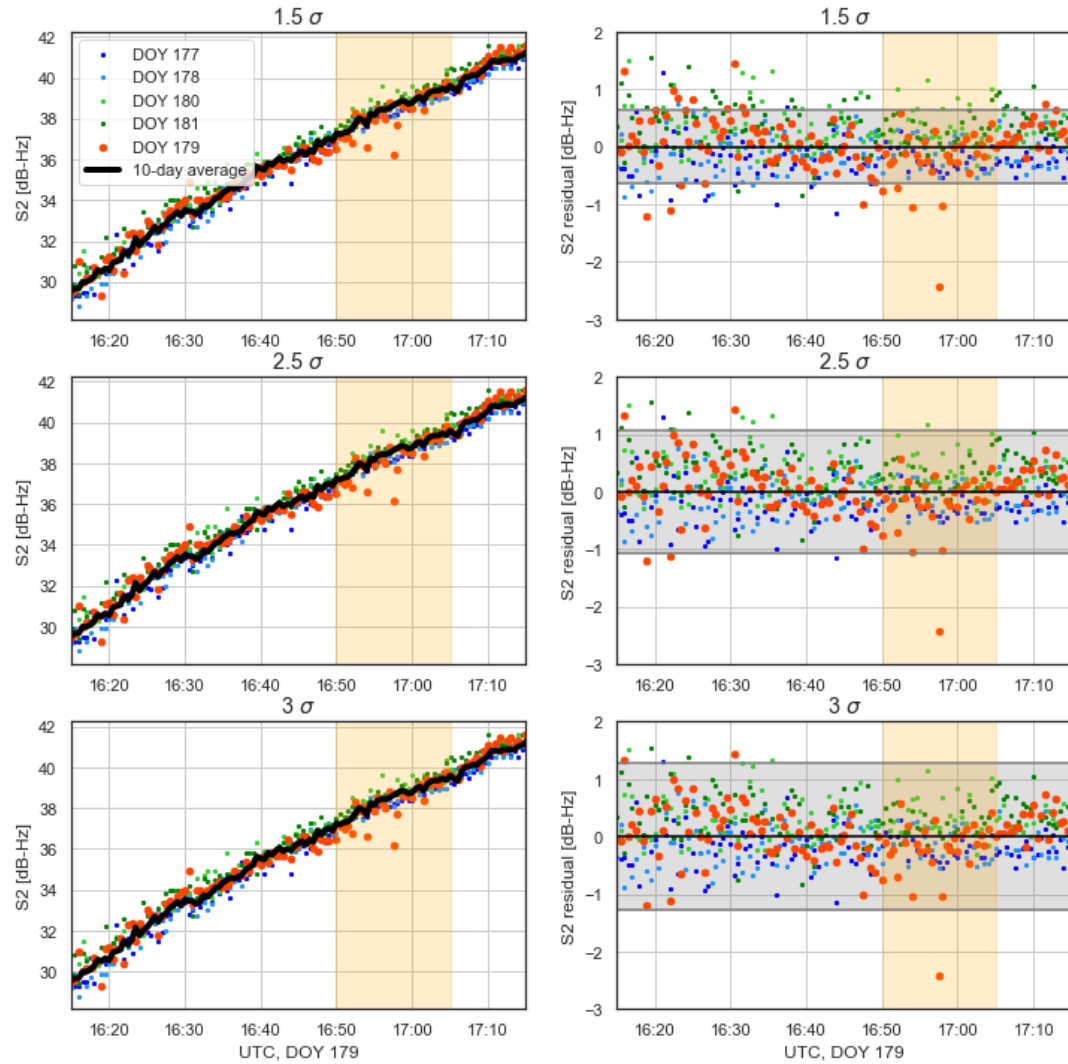 1.5 σ
42
40
38
36
34
32
30
S2 [dB-Hz]
DOY 177
DOY 178
DOY 180
DOY 181
DOY 179
10-day average
16:20 16:30 16:40 16:50 17:00 17:10
1.5 σ
2
1
0
−1
−2
−3
S2 residual [dB-Hz]
16:20 16:30 16:40 16:50 17:00 17:10
2.5 σ
42
40
38
36
34
32
30
S2 [dB-Hz]
16:20 16:30 16:40 16:50 17:00 17:10
2.5 σ
2
1
0
−1
−2
−3
S2 residual [dB-Hz]
16:20 16:30 16:40 16:50 17:00 17:10
3 σ
42
40
38
36
34
32
30
S2 [dB-Hz]
16:20 16:30 16:40 16:50 17:00 17:10
UTC, DOY 179
3 σ
2
1
0
−1
−2
−3
S2 residual [dB-Hz]
16:20 16:30 16:40 16:50 17:00 17:10
UTC, DOY 179